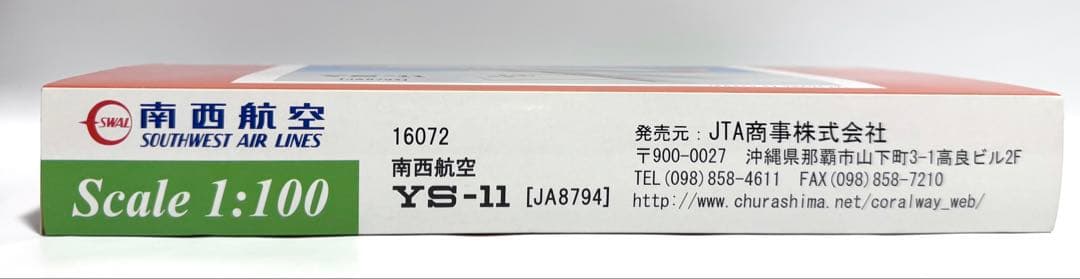 SWAL
南西航空
SOUTHWEST AIR LINES
Scale 1:100
16072
南西航空
YS-11 [JA8794]
発売元：JTA商事株式会社
〒900-0027 沖縄県那覇市山下町3-1高良ビル2F
TEL(098)858-4611 FAX(098)858-7210
http://www.churashima.net/coralway_web/